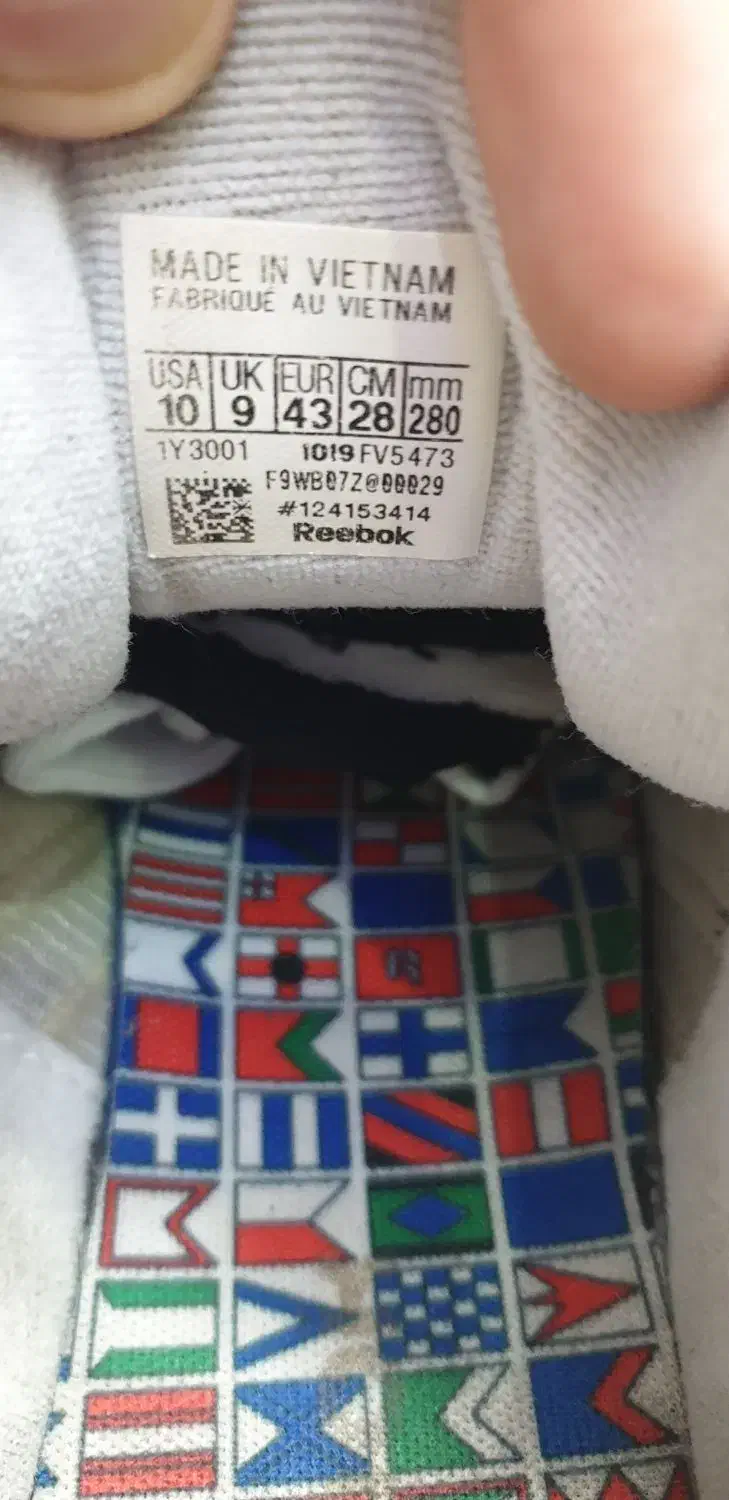 MADE IN VIETNAM
FABRIQUÉ AU VIETNAM
USA UK EUR CM mm
10 9 43 28 280
1Y3001 1019 FV5473
F9WB07Z@00029
#124153414
Reebok